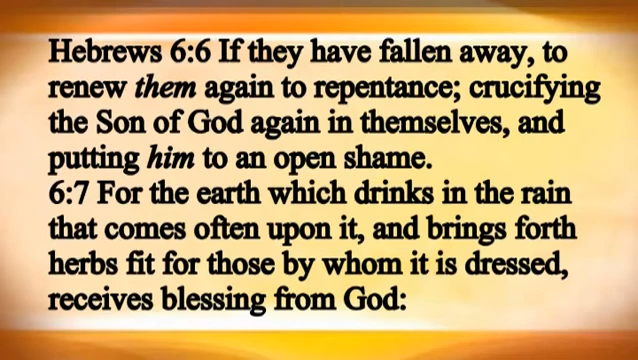 Hebrews 6:6 If they have fallen away, to
renew them again to repentance; crucifying
the Son of God again in themselves, and
putting him to an open shame.
6:7 For the earth which drinks in the rain
that comes often upon it, and brings forth
herbs fit for those by whom it is dressed,
receives blessing from God: